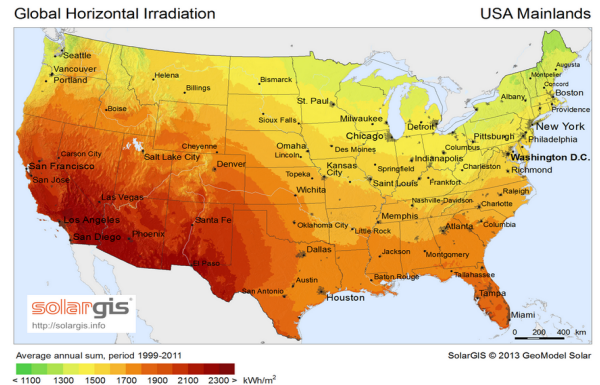 Global Horizontal Irradiation
USA Mainlands
Seattle
Vancouver
Portland
Helena
Billings
Bismarck
Boise
St. Paul
Sioux Falls
Milwaukee
Chicago
Detroit
Augusta
Montpelier
Concord
Albany
Boston
Providence
New York
Philadelphia
Pittsburgh
Washington D.C.
Richmond
Carson City
San Francisco
San Jose
Salt Lake City
Cheyenne
Denver
Omaha
Lincoln
Des Moines
Topeka
Kansas
City
Springfield
Saint Louis
Indianapolis
Columbus
Charleston
Frankfort
Wichita
Las Vegas
Los Angeles
San Diego
Phoenix
Santa Fe
El Paso
Oklahoma City
Little Rock
Memphis
Nashville-Davidson
Raleigh
Charlotte
Columbia
Atlanta
Dallas
Jackson
Montgomery
Austin
San Antonio
Houston
Baton Rouge
Tallahassee
Tampa
Miami
solargis
http://solargis.info
0 200 400 km
Average annual sum, period 1999-2011
SolarGIS © 2013 GeoModel Solar
< 1100 1300 1500 1700 1900 2100 2300 > kWh/m²